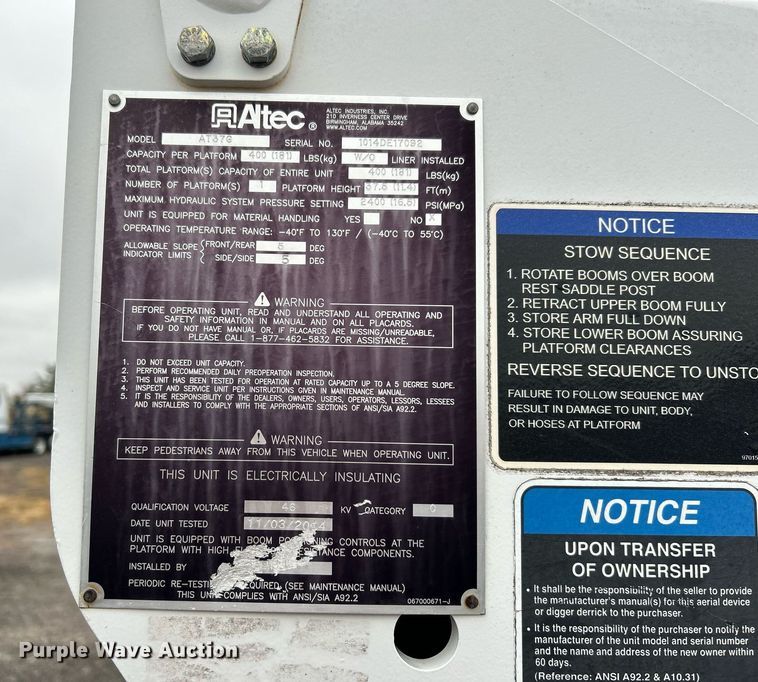 Altec®
ALTEC INDUSTRIES, INC.
210 INVERNESS CENTER DRIVE
BIRMINGHAM, ALABAMA 35242
WWW.ALTEC.COM
MODEL AT37G SERIAL NO. 1014DE17092
CAPACITY PER PLATFORM 400 (181) LBS(kg) W/O LINER INSTALLED
TOTAL PLATFORM(S) CAPACITY OF ENTIRE UNIT 400 (181) LBS(kg)
NUMBER OF PLATFORM(S) 1 PLATFORM HEIGHT 37.6 (11.4) FT(m)
MAXIMUM HYDRAULIC SYSTEM PRESSURE SETTING 2400 (16.6) PSI(MPa)
UNIT IS EQUIPPED FOR MATERIAL HANDLING YES NO X
OPERATING TEMPERATURE RANGE: -40°F TO 130°F / (-40°C TO 55°C)
ALLOWABLE SLOPE FRONT/REAR 5 DEG
INDICATOR LIMITS SIDE/SIDE 5 DEG
WARNING
BEFORE OPERATING UNIT, READ AND UNDERSTAND ALL OPERATING AND
SAFETY INFORMATION IN MANUAL AND ON ALL PLACARDS.
IF YOU DO NOT HAVE MANUAL OR, IF PLACARDS ARE MISSING/UNREADABLE,
PLEASE CALL 1-877-462-5832 FOR ASSISTANCE.
1. DO NOT EXCEED UNIT CAPACITY.
2. PERFORM RECOMMENDED DAILY PREOPERATION INSPECTION.
3. THIS UNIT HAS BEEN TESTED FOR OPERATION AT RATED CAPACITY UP TO A 5 DEGREE SLOPE.
4. INSPECT AND SERVICE UNIT PER INSTRUCTIONS GIVEN IN MAINTENANCE MANUAL.
5. IT IS THE RESPONSIBILITY OF THE DEALERS, OWNERS, USERS, OPERATORS, LESSORS, LESSEES
AND INSTALLERS TO COMPLY WITH THE APPROPRIATE SECTIONS OF ANSI/SIA A92.2.
WARNING
KEEP PEDESTRIANS AWAY FROM THIS VEHICLE WHEN OPERATING UNIT.
THIS UNIT IS ELECTRICALLY INSULATING
QUALIFICATION VOLTAGE 46 KV CATEGORY C
DATE UNIT TESTED 11/03/2014
UNIT IS EQUIPPED WITH BOOM POSITIONING CONTROLS AT THE
PLATFORM WITH HIGH RESISTANCE COMPONENTS.
INSTALLED BY
PERIODIC RE-TESTING REQUIRED (SEE MAINTENANCE MANUAL)
THIS UNIT COMPLIES WITH ANSI/SIA A92.2 067000671-J
NOTICE
STOW SEQUENCE
1. ROTATE BOOMS OVER BOOM
REST SADDLE POST
2. RETRACT UPPER BOOM FULLY
3. STORE ARM FULL DOWN
4. STORE LOWER BOOM ASSURING
PLATFORM CLEARANCES
REVERSE SEQUENCE TO UNSTO
FAILURE TO FOLLOW SEQUENCE MAY
RESULT IN DAMAGE TO UNIT, BODY,
OR HOSES AT PLATFORM
97015
NOTICE
UPON TRANSFER
OF OWNERSHIP
• It shall be the responsibility of the seller to provide
the manufacturer's manual(s) for this aerial device
or digger derrick to the purchaser.
• It is the responsibility of the purchaser to notify the
manufacturer of the unit model and serial number
and the name and address of the new owner within
60 days.
(Reference: ANSI A92.2 & A10.31)
Purple Wave Auction